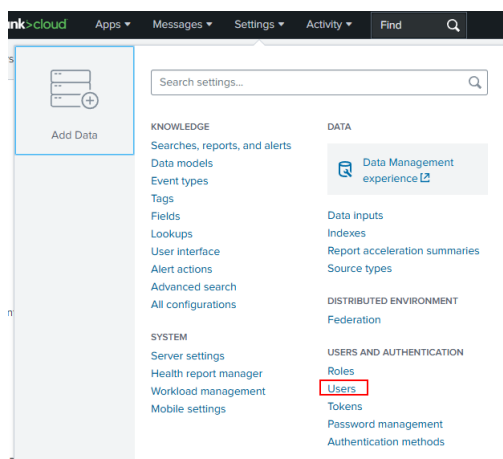 nk>cloud Apps ▾ Messages ▾ Settings ▾ Activity ▾ Find
Add Data
Search settings...
KNOWLEDGE
Searches, reports, and alerts
Data models
Event types
Tags
Fields
Lookups
User interface
Alert actions
Advanced search
All configurations
SYSTEM
Server settings
Health report manager
Workload management
Mobile settings
DATA
Data Management
experience
Data inputs
Indexes
Report acceleration summaries
Source types
DISTRIBUTED ENVIRONMENT
Federation
USERS AND AUTHENTICATION
Roles
Users
Tokens
Password management
Authentication methods